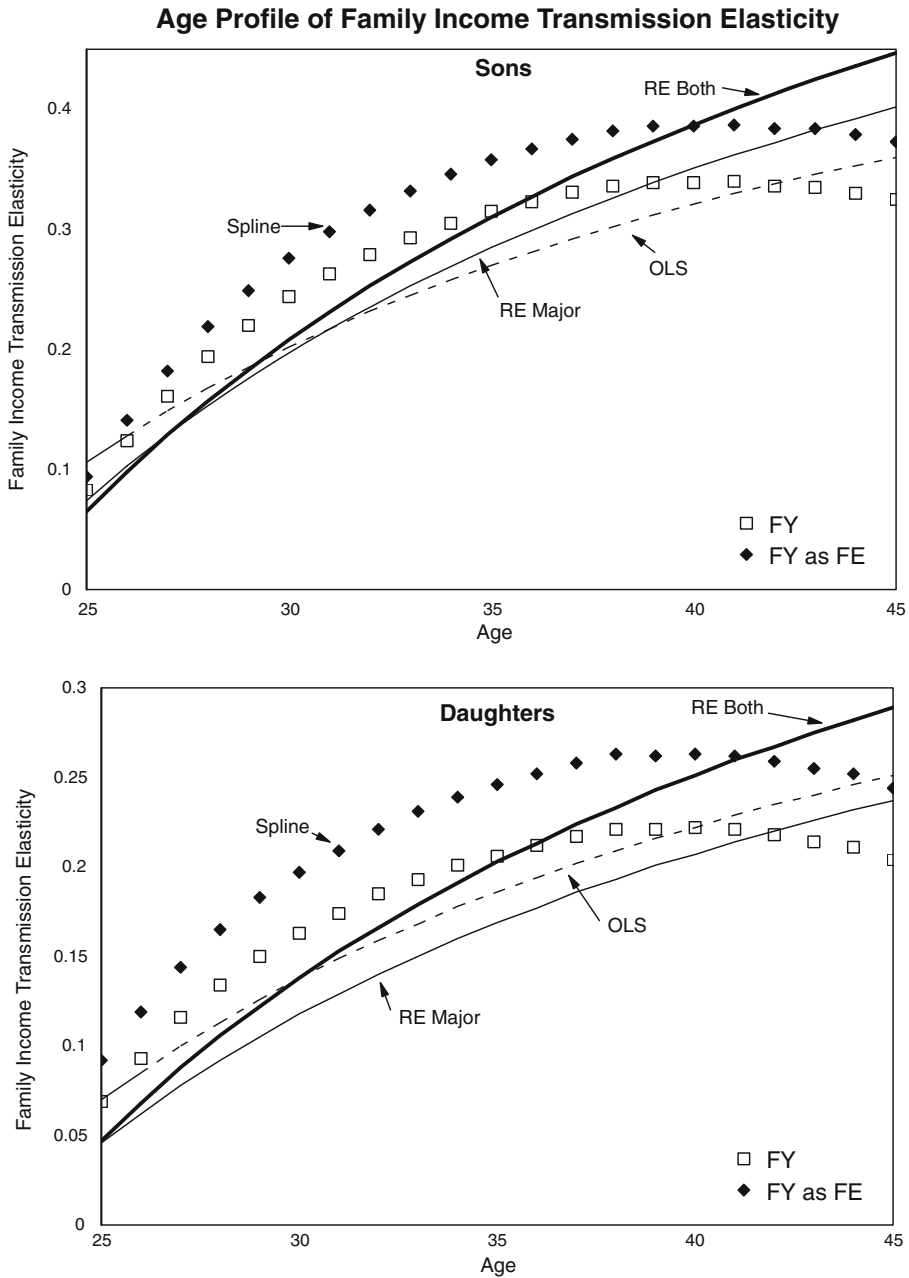 Age Profile of Family Income Transmission Elasticity
Sons
RE Both
0.4
Spline
0.3
OLS
RE Major
0.2
0.1
FY
FY as FE
0
25
30
35
40
45
Age
Family Income Transmission Elasticity
0.3
Daughters
RE Both
0.25
Spline
0.2
OLS
0.15
RE Major
0.1
0.05
FY
FY as FE
0
25
30
35
40
45
Age
Family Income Transmission Elasticity